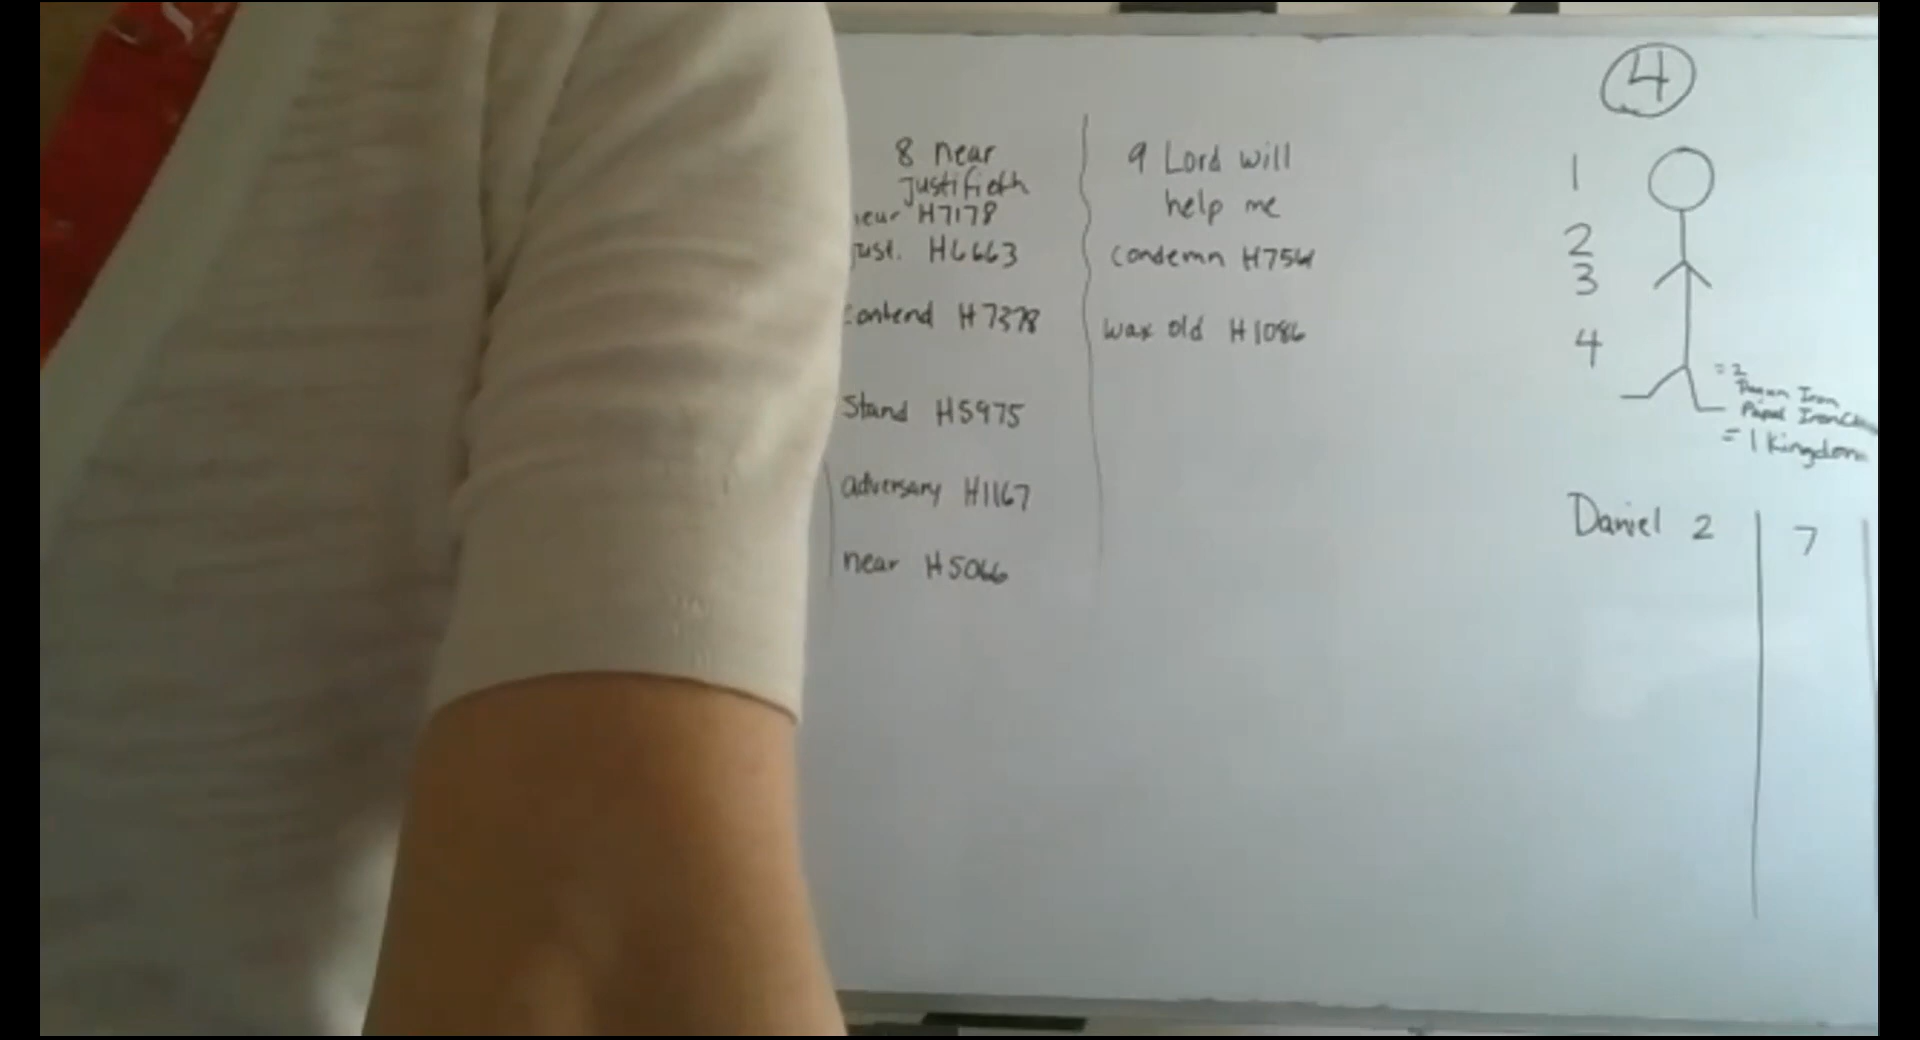 8 near
justifieth
near H7178
just. H6663
contend H7378
stand H5975
adversary H1167
near H5066
9 Lord will
help me
condemn H7561
wax old H1086
4
1
2
3
4
= 2
Pagan Iron
Papal Iron
= 1 Kingdom
Daniel 2
7